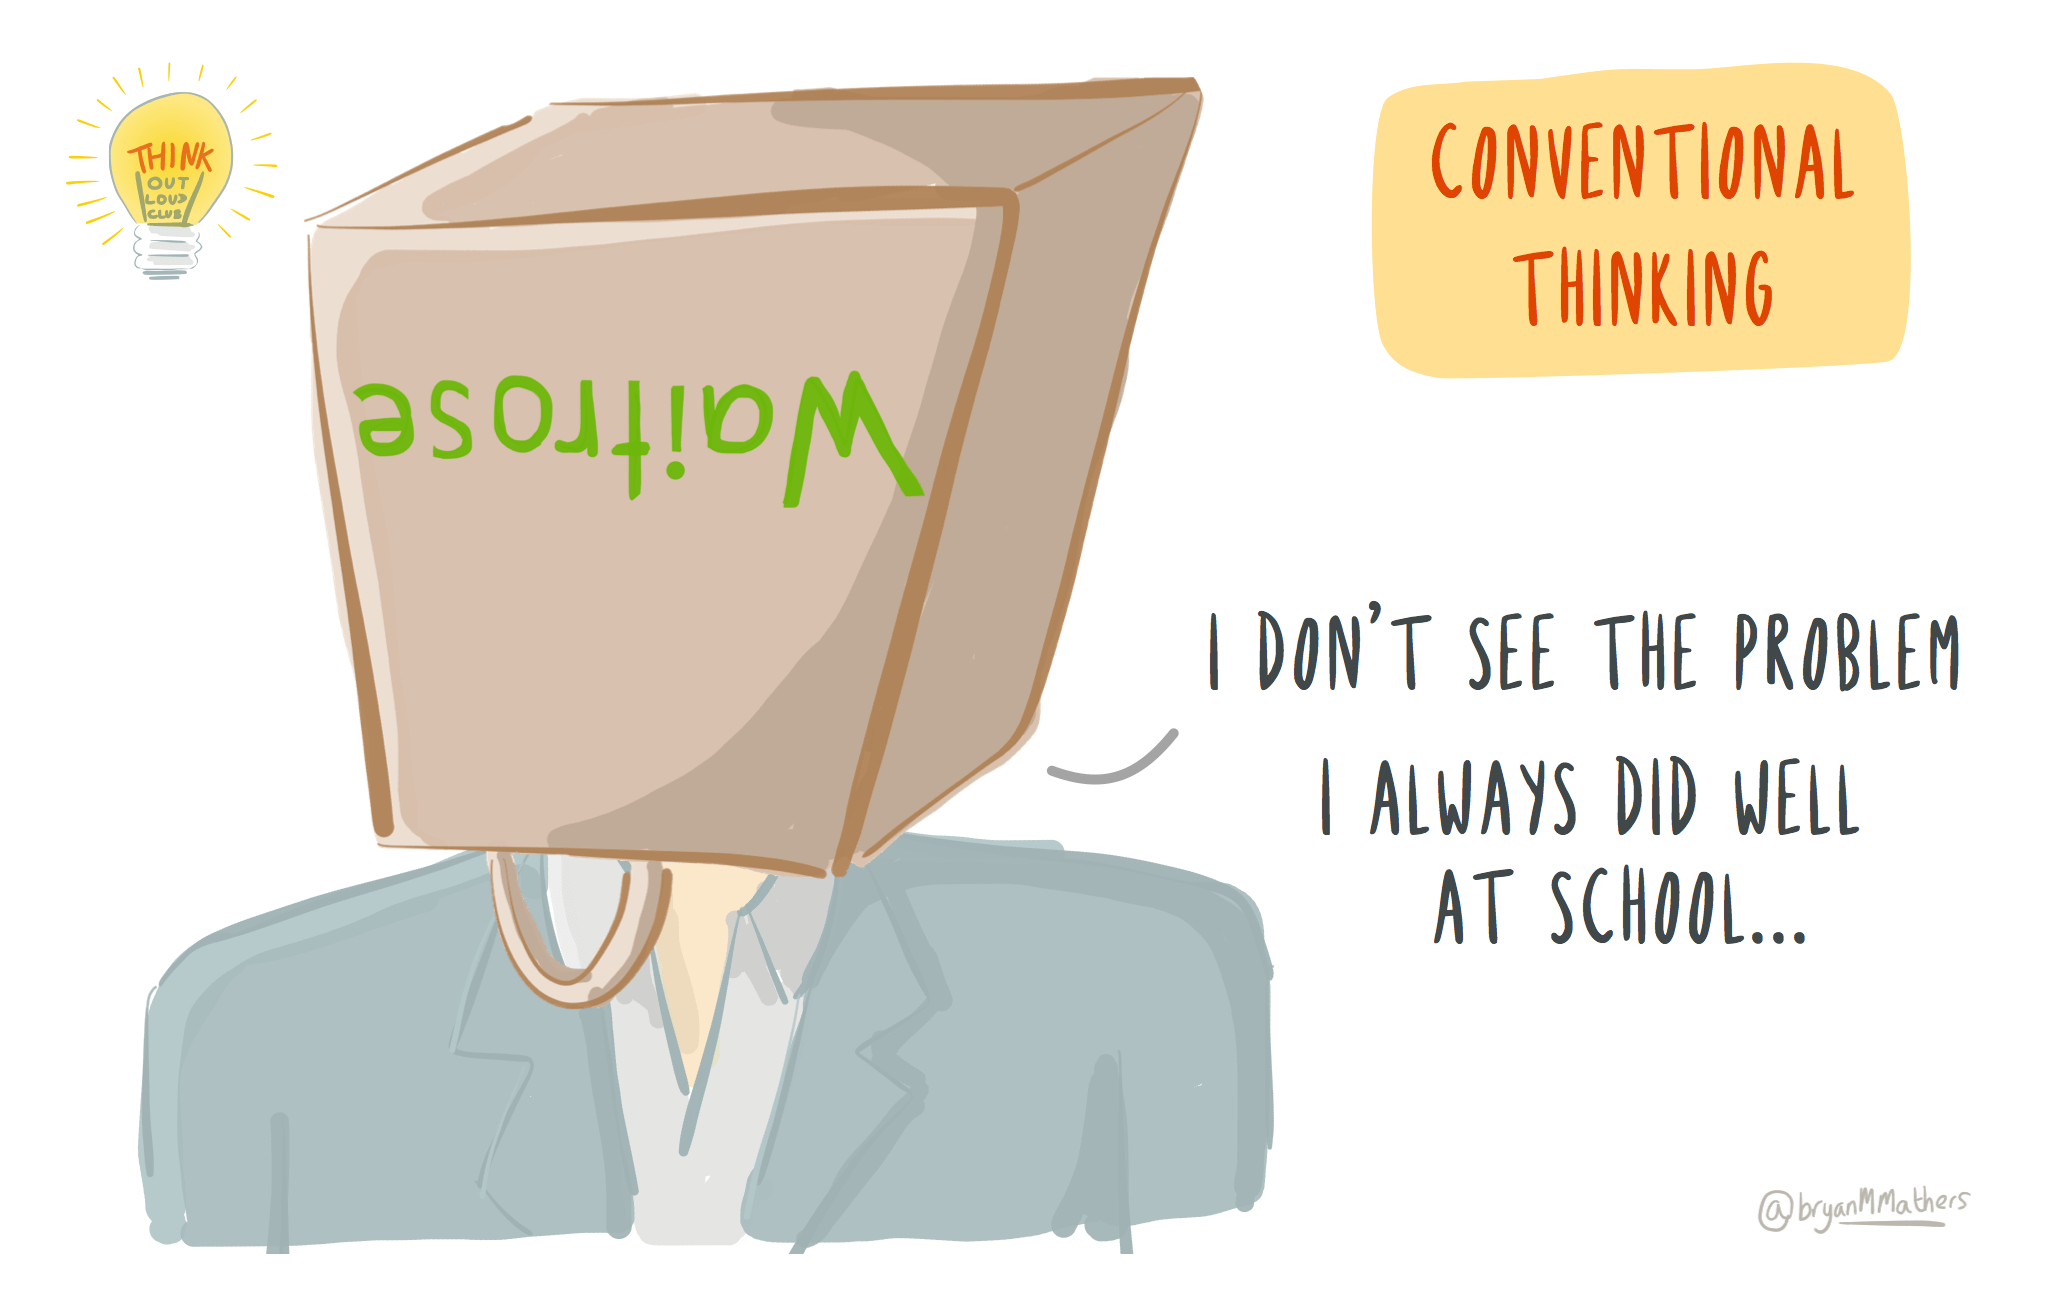 THINK
OUT
LOUD
CLUB
CONVENTIONAL
THINKING
Waitrose
I DON'T SEE THE PROBLEM
I ALWAYS DID WELL
AT SCHOOL...
@bryanMMathers